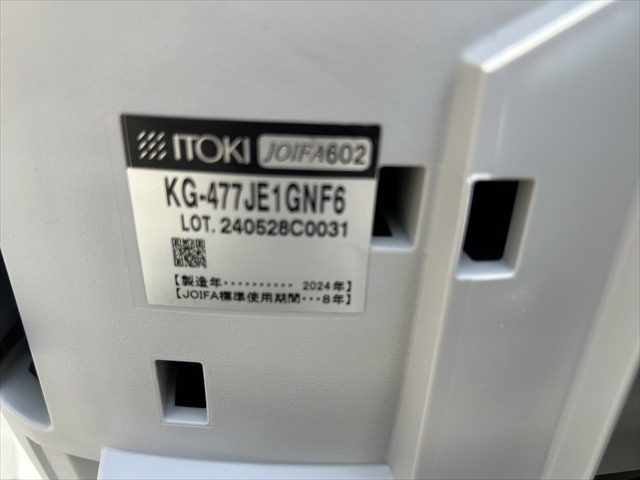 ITOKI JOIFA602
KG-477JE1GNF6
LOT. 240528C0031
【製造年·········· 2024年】
【JOIFA標準使用期間···8年】